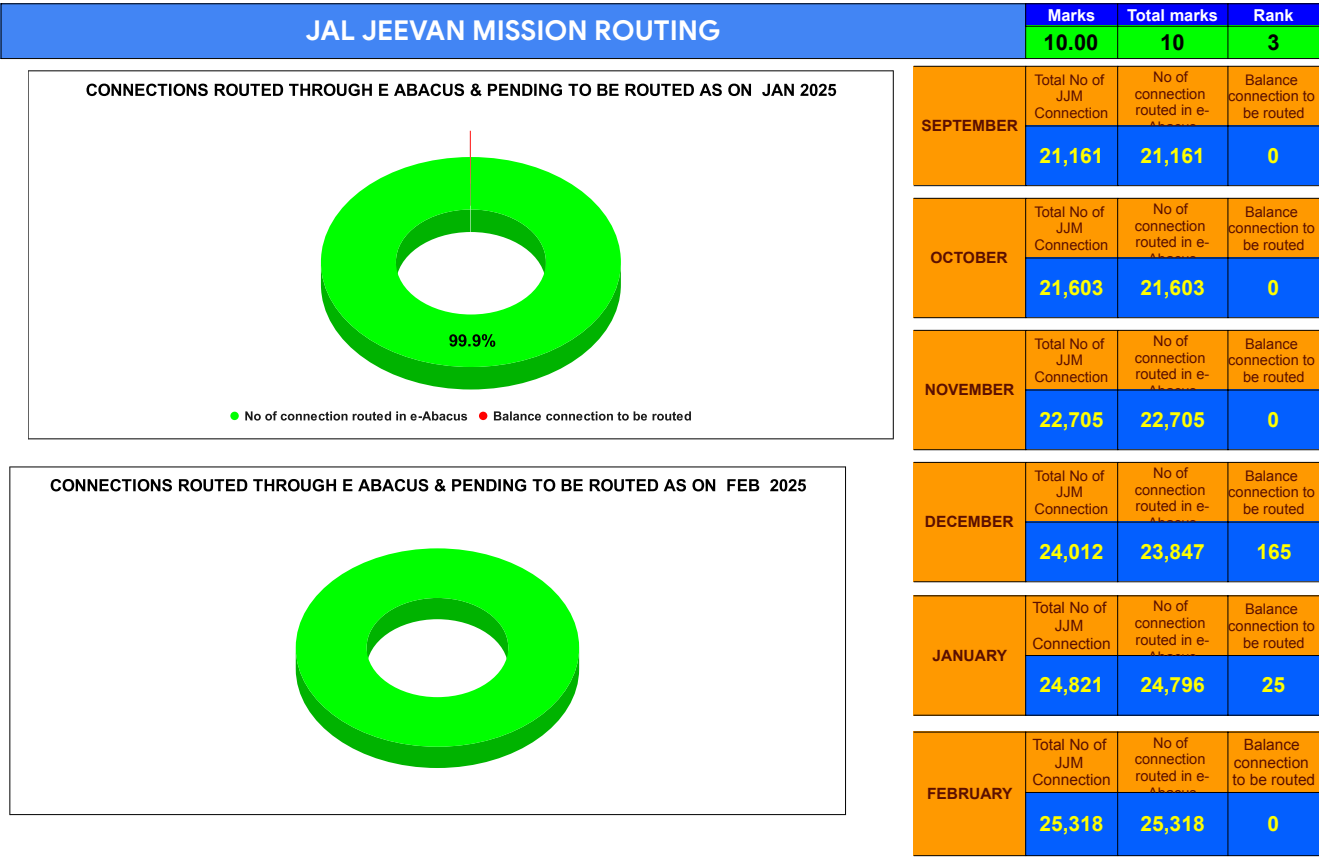 JAL JEEVAN MISSION ROUTING
Marks Total marks Rank
10.00 10 3
CONNECTIONS ROUTED THROUGH E ABACUS & PENDING TO BE ROUTED AS ON JAN 2025
99.9%
No of connection routed in e-Abacus Balance connection to be routed
CONNECTIONS ROUTED THROUGH E ABACUS & PENDING TO BE ROUTED AS ON FEB 2025
SEPTEMBER
Total No of
JJM
Connection
No of
connection
routed in e-
Abacus
Balance
connection to
be routed
21,161 21,161 0
OCTOBER
Total No of
JJM
Connection
No of
connection
routed in e-
Abacus
Balance
connection to
be routed
21,603 21,603 0
NOVEMBER
Total No of
JJM
Connection
No of
connection
routed in e-
Abacus
Balance
connection to
be routed
22,705 22,705 0
DECEMBER
Total No of
JJM
Connection
No of
connection
routed in e-
Abacus
Balance
connection to
be routed
24,012 23,847 165
JANUARY
Total No of
JJM
Connection
No of
connection
routed in e-
Abacus
Balance
connection to
be routed
24,821 24,796 25
FEBRUARY
Total No of
JJM
Connection
No of
connection
routed in e-
Abacus
Balance
connection
to be routed
25,318 25,318 0